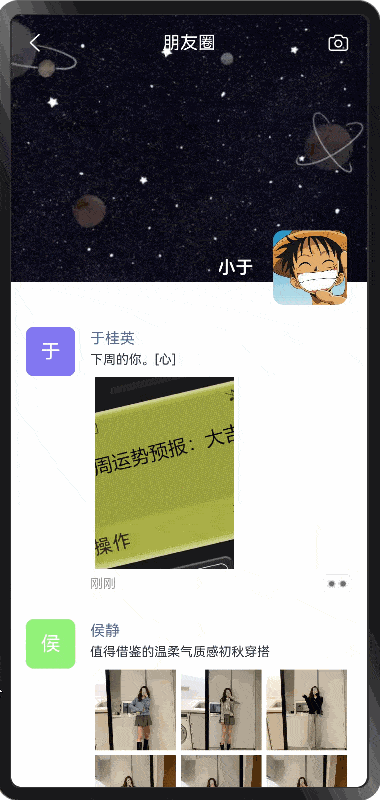 朋友圈
小于
于
于桂英
下周的你。[心]
周运势预报：大吉
操作
刚刚
侯
侯静
值得借鉴的温柔气质感初秋穿搭